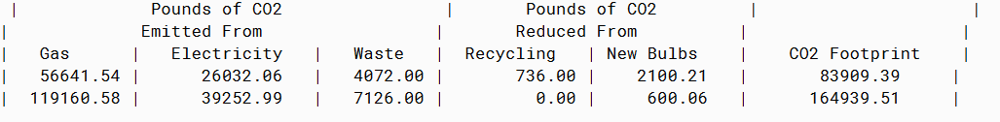 | Pounds of CO2 | Pounds of CO2 | |
| Emitted From | Reduced From | |
| Gas | Electricity | Waste | Recycling | New Bulbs | CO2 Footprint |
| 56641.54 | 26032.06 | 4072.00 | 736.00 | 2100.21 | 83909.39 |
| 119160.58 | 39252.99 | 7126.00 | 0.00 | 600.06 | 164939.51 |